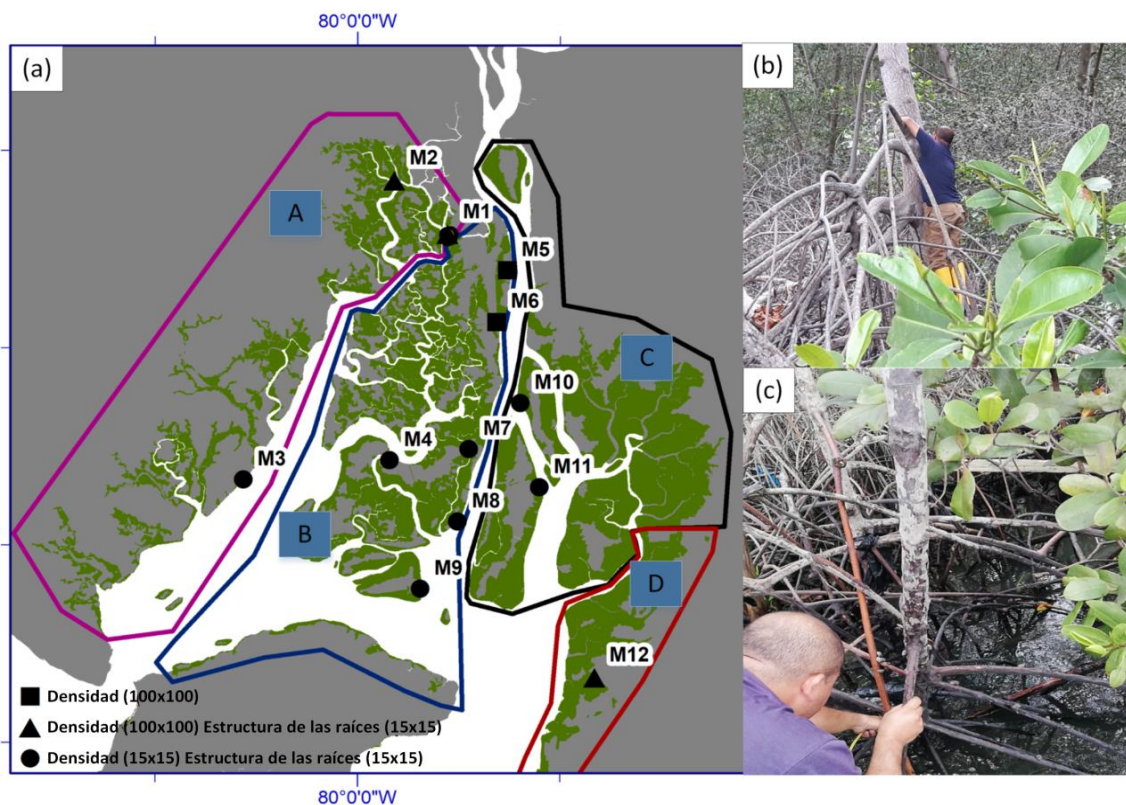 80°0'0"W
(a)
(b)
M2
A
M1
M5
M6
C
M10
(c)
M7
M4
M3
M11
M8
B
M9
D
M12
Densidad (100x100)
Densidad (100x100) Estructura de las raíces (15x15)
Densidad (15x15) Estructura de las raíces (15x15)
80°0'0"W